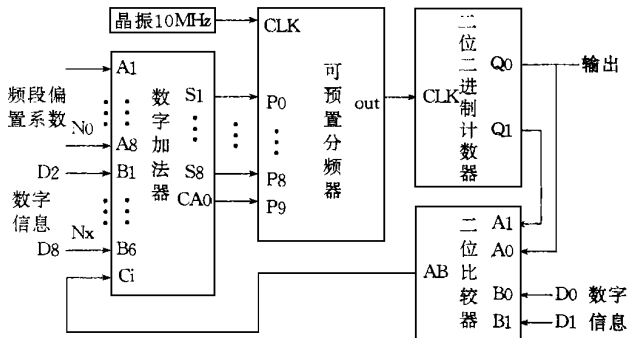 晶振10MHz
CLK
可预置分频器
P0
P8
P9
out
频段偏
置系数
N0
A1
A8
数字加法器
S1
S8
CA0
D2
B1
数字
信息
Nx
D8
B6
Ci
二位二进制计数器
CLK
Q0
Q1
输出
二位比较器
AB
A1
A0
B0
D0 数字
B1
D1 信息